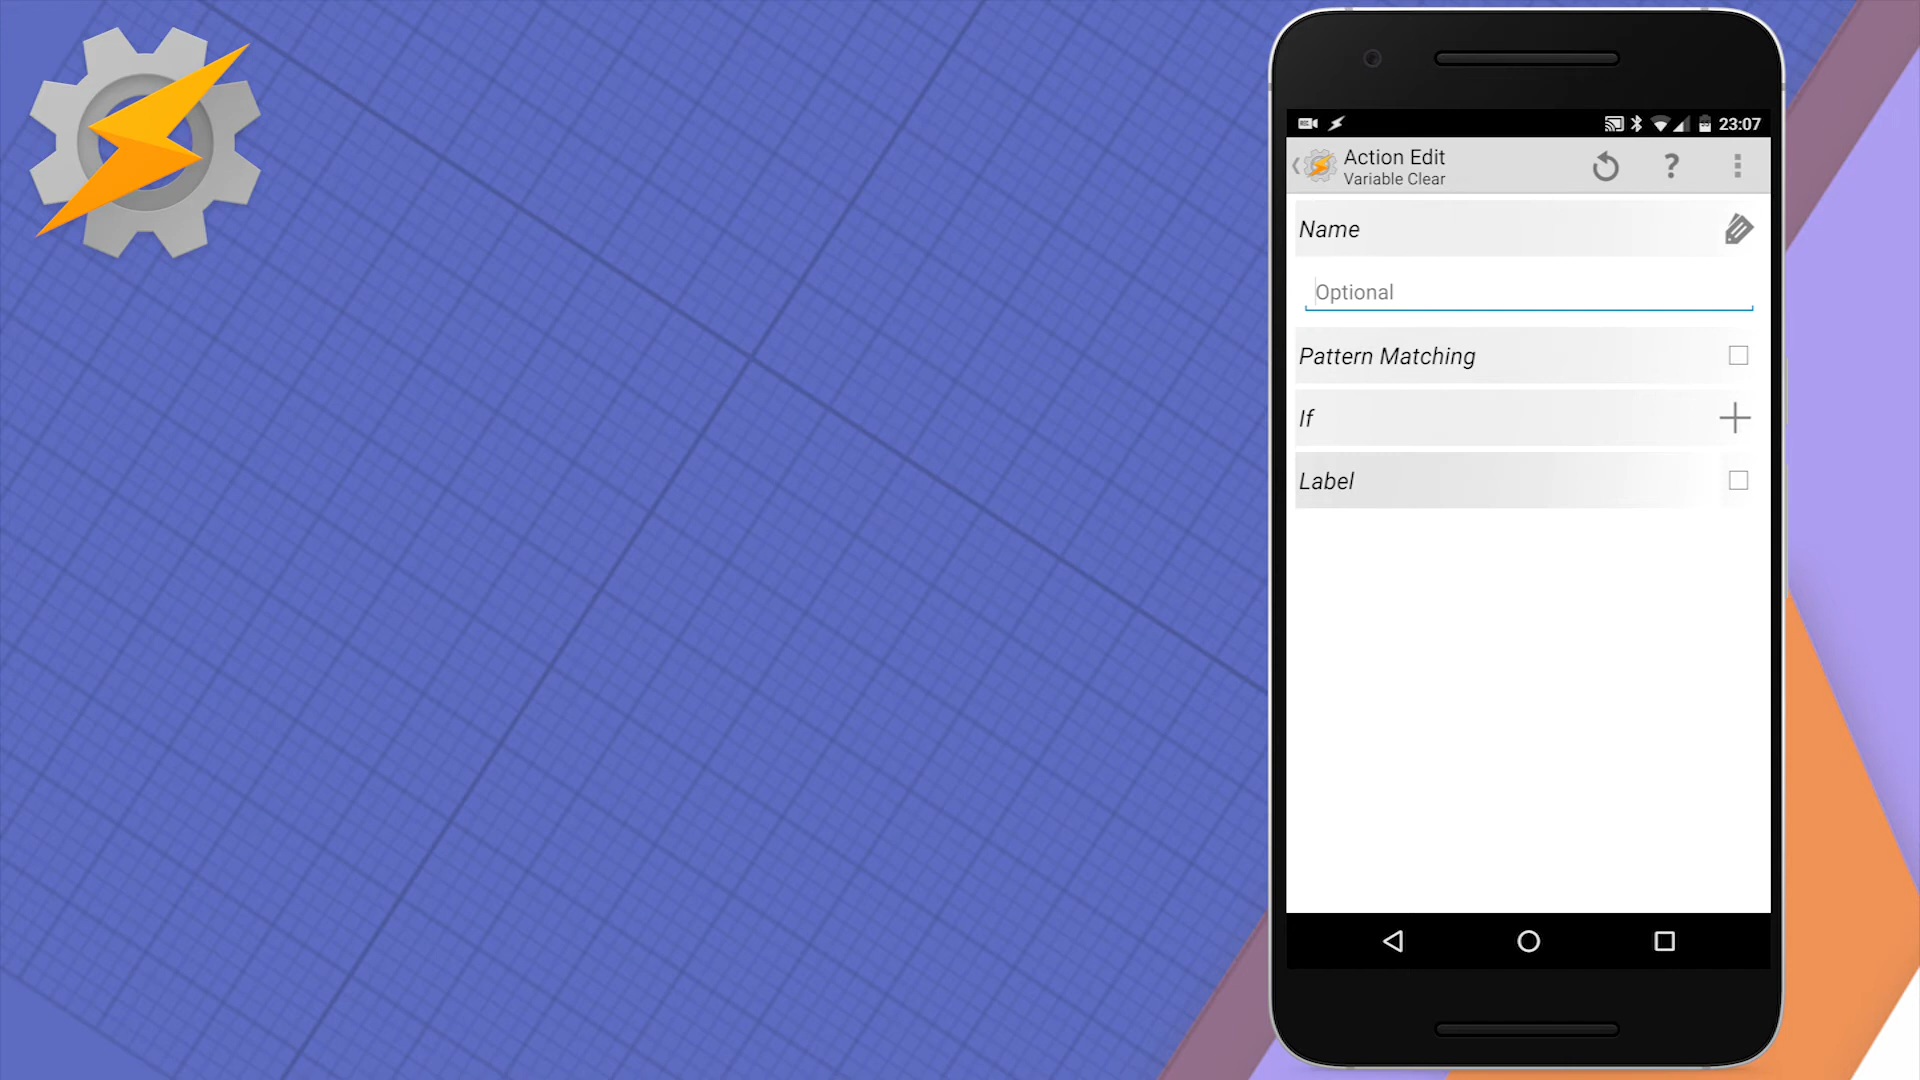 23:07
Action Edit
Variable Clear
?
Name
Optional
Pattern Matching
If
Label